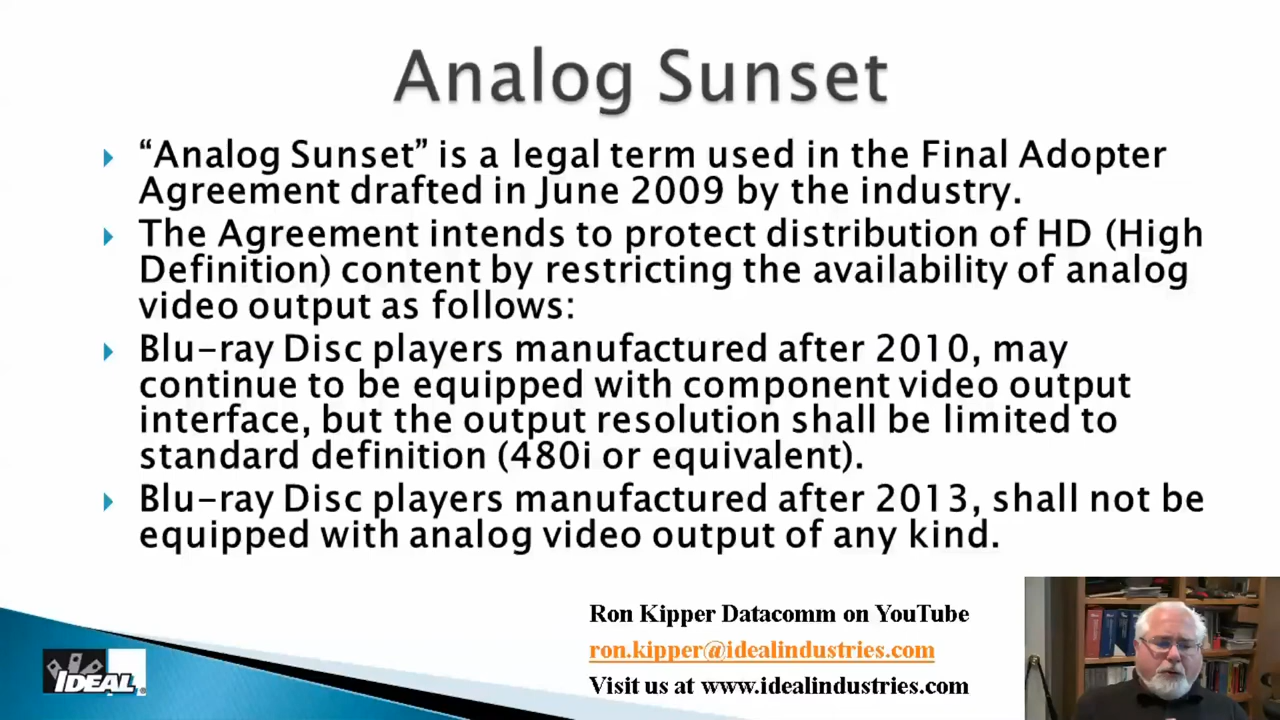 Analog Sunset
“Analog Sunset” is a legal term used in the Final Adopter
Agreement drafted in June 2009 by the industry.
The Agreement intends to protect distribution of HD (High
Definition) content by restricting the availability of analog
video output as follows:
Blu-ray Disc players manufactured after 2010, may
continue to be equipped with component video output
interface, but the output resolution shall be limited to
standard definition (480i or equivalent).
Blu-ray Disc players manufactured after 2013, shall not be
equipped with analog video output of any kind.
Ron Kipper Datacomm on YouTube
ron.kipper@idealindustries.com
Visit us at www.idealindustries.com
IDEAL